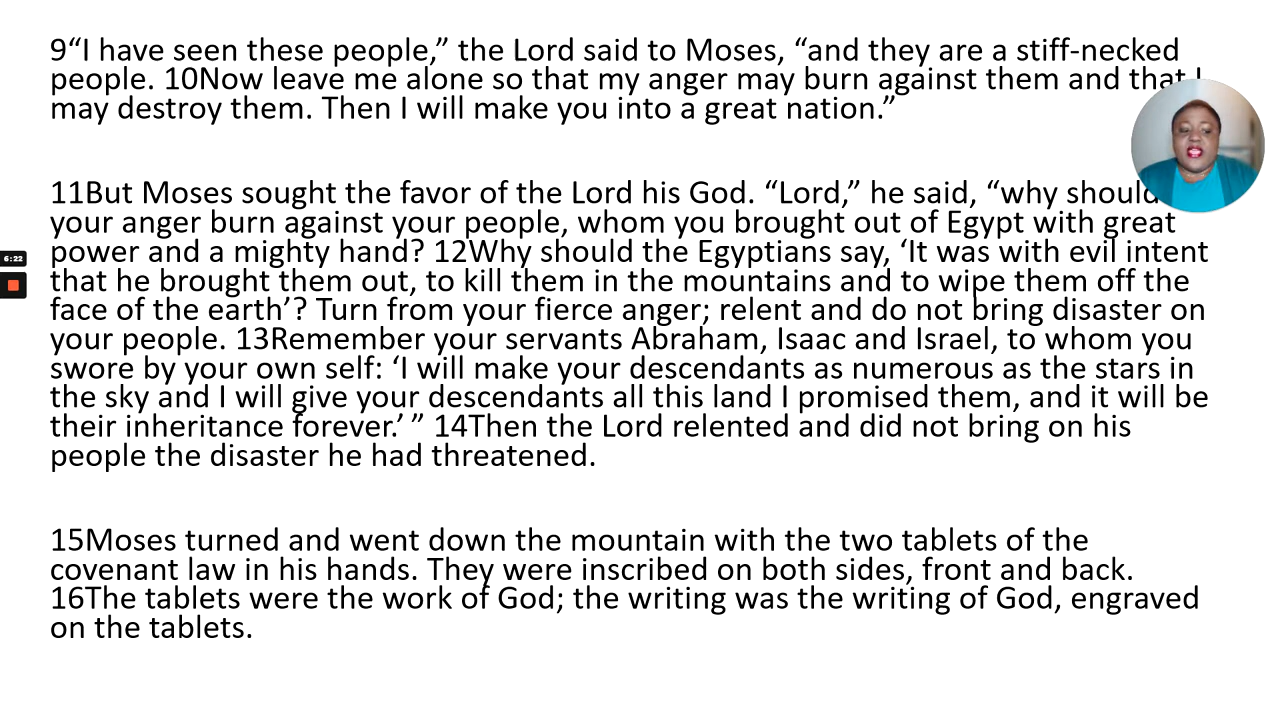 9“I have seen these people,” the Lord said to Moses, “and they are a stiff-necked
people. 10Now leave me alone so that my anger may burn against them and that I
may destroy them. Then I will make you into a great nation.”
11But Moses sought the favor of the Lord his God. “Lord,” he said, “why should
your anger burn against your people, whom you brought out of Egypt with great
power and a mighty hand? 12Why should the Egyptians say, ‘It was with evil intent
that he brought them out, to kill them in the mountains and to wipe them off the
face of the earth’? Turn from your fierce anger; relent and do not bring disaster on
your people. 13Remember your servants Abraham, Isaac and Israel, to whom you
swore by your own self: ‘I will make your descendants as numerous as the stars in
the sky and I will give your descendants all this land I promised them, and it will be
their inheritance forever.’ ” 14Then the Lord relented and did not bring on his
people the disaster he had threatened.
15Moses turned and went down the mountain with the two tablets of the
covenant law in his hands. They were inscribed on both sides, front and back.
16The tablets were the work of God; the writing was the writing of God, engraved
on the tablets.
6:22